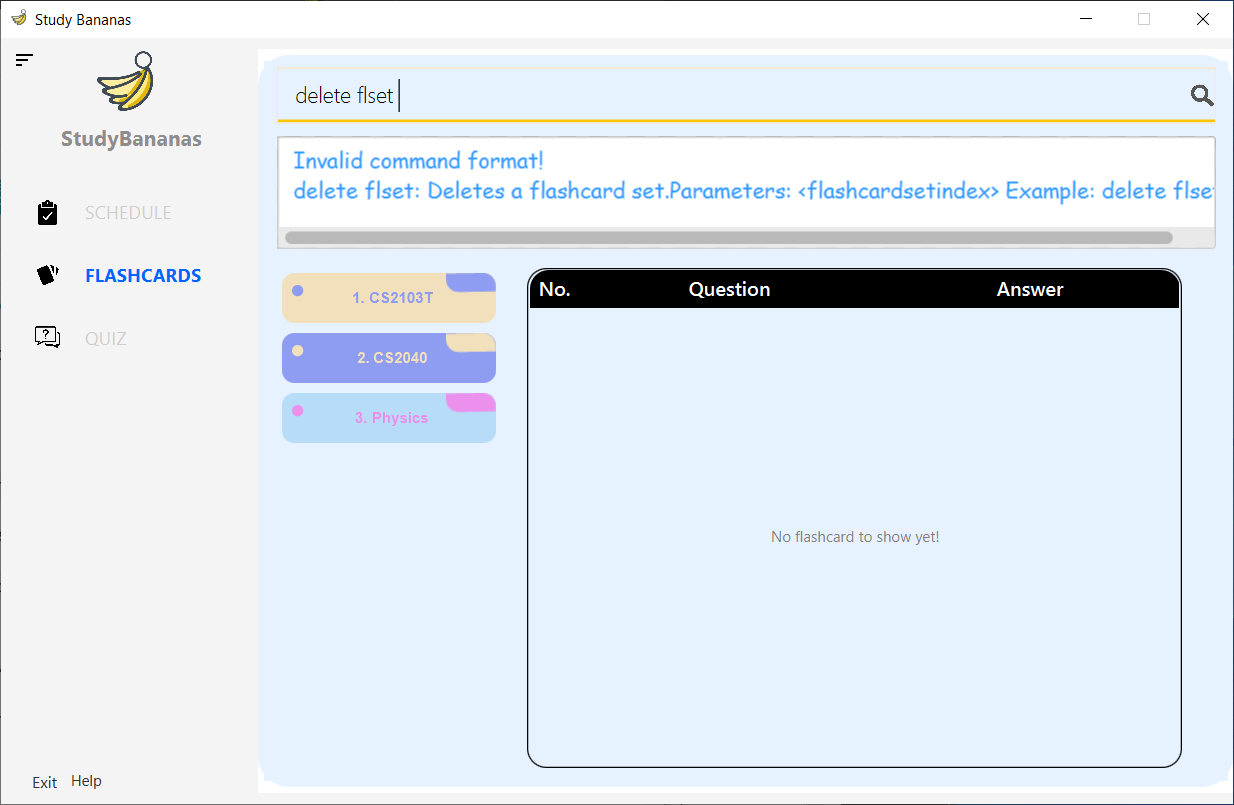 Study Bananas
StudyBananas
SCHEDULE
FLASHCARDS
QUIZ
Exit Help
delete flset
Invalid command format!
delete flset: Deletes a flashcard set.Parameters: <flashcardsetindex> Example: delete flse
1. CS2103T
2. CS2040
3. Physics
No. Question Answer
No flashcard to show yet!